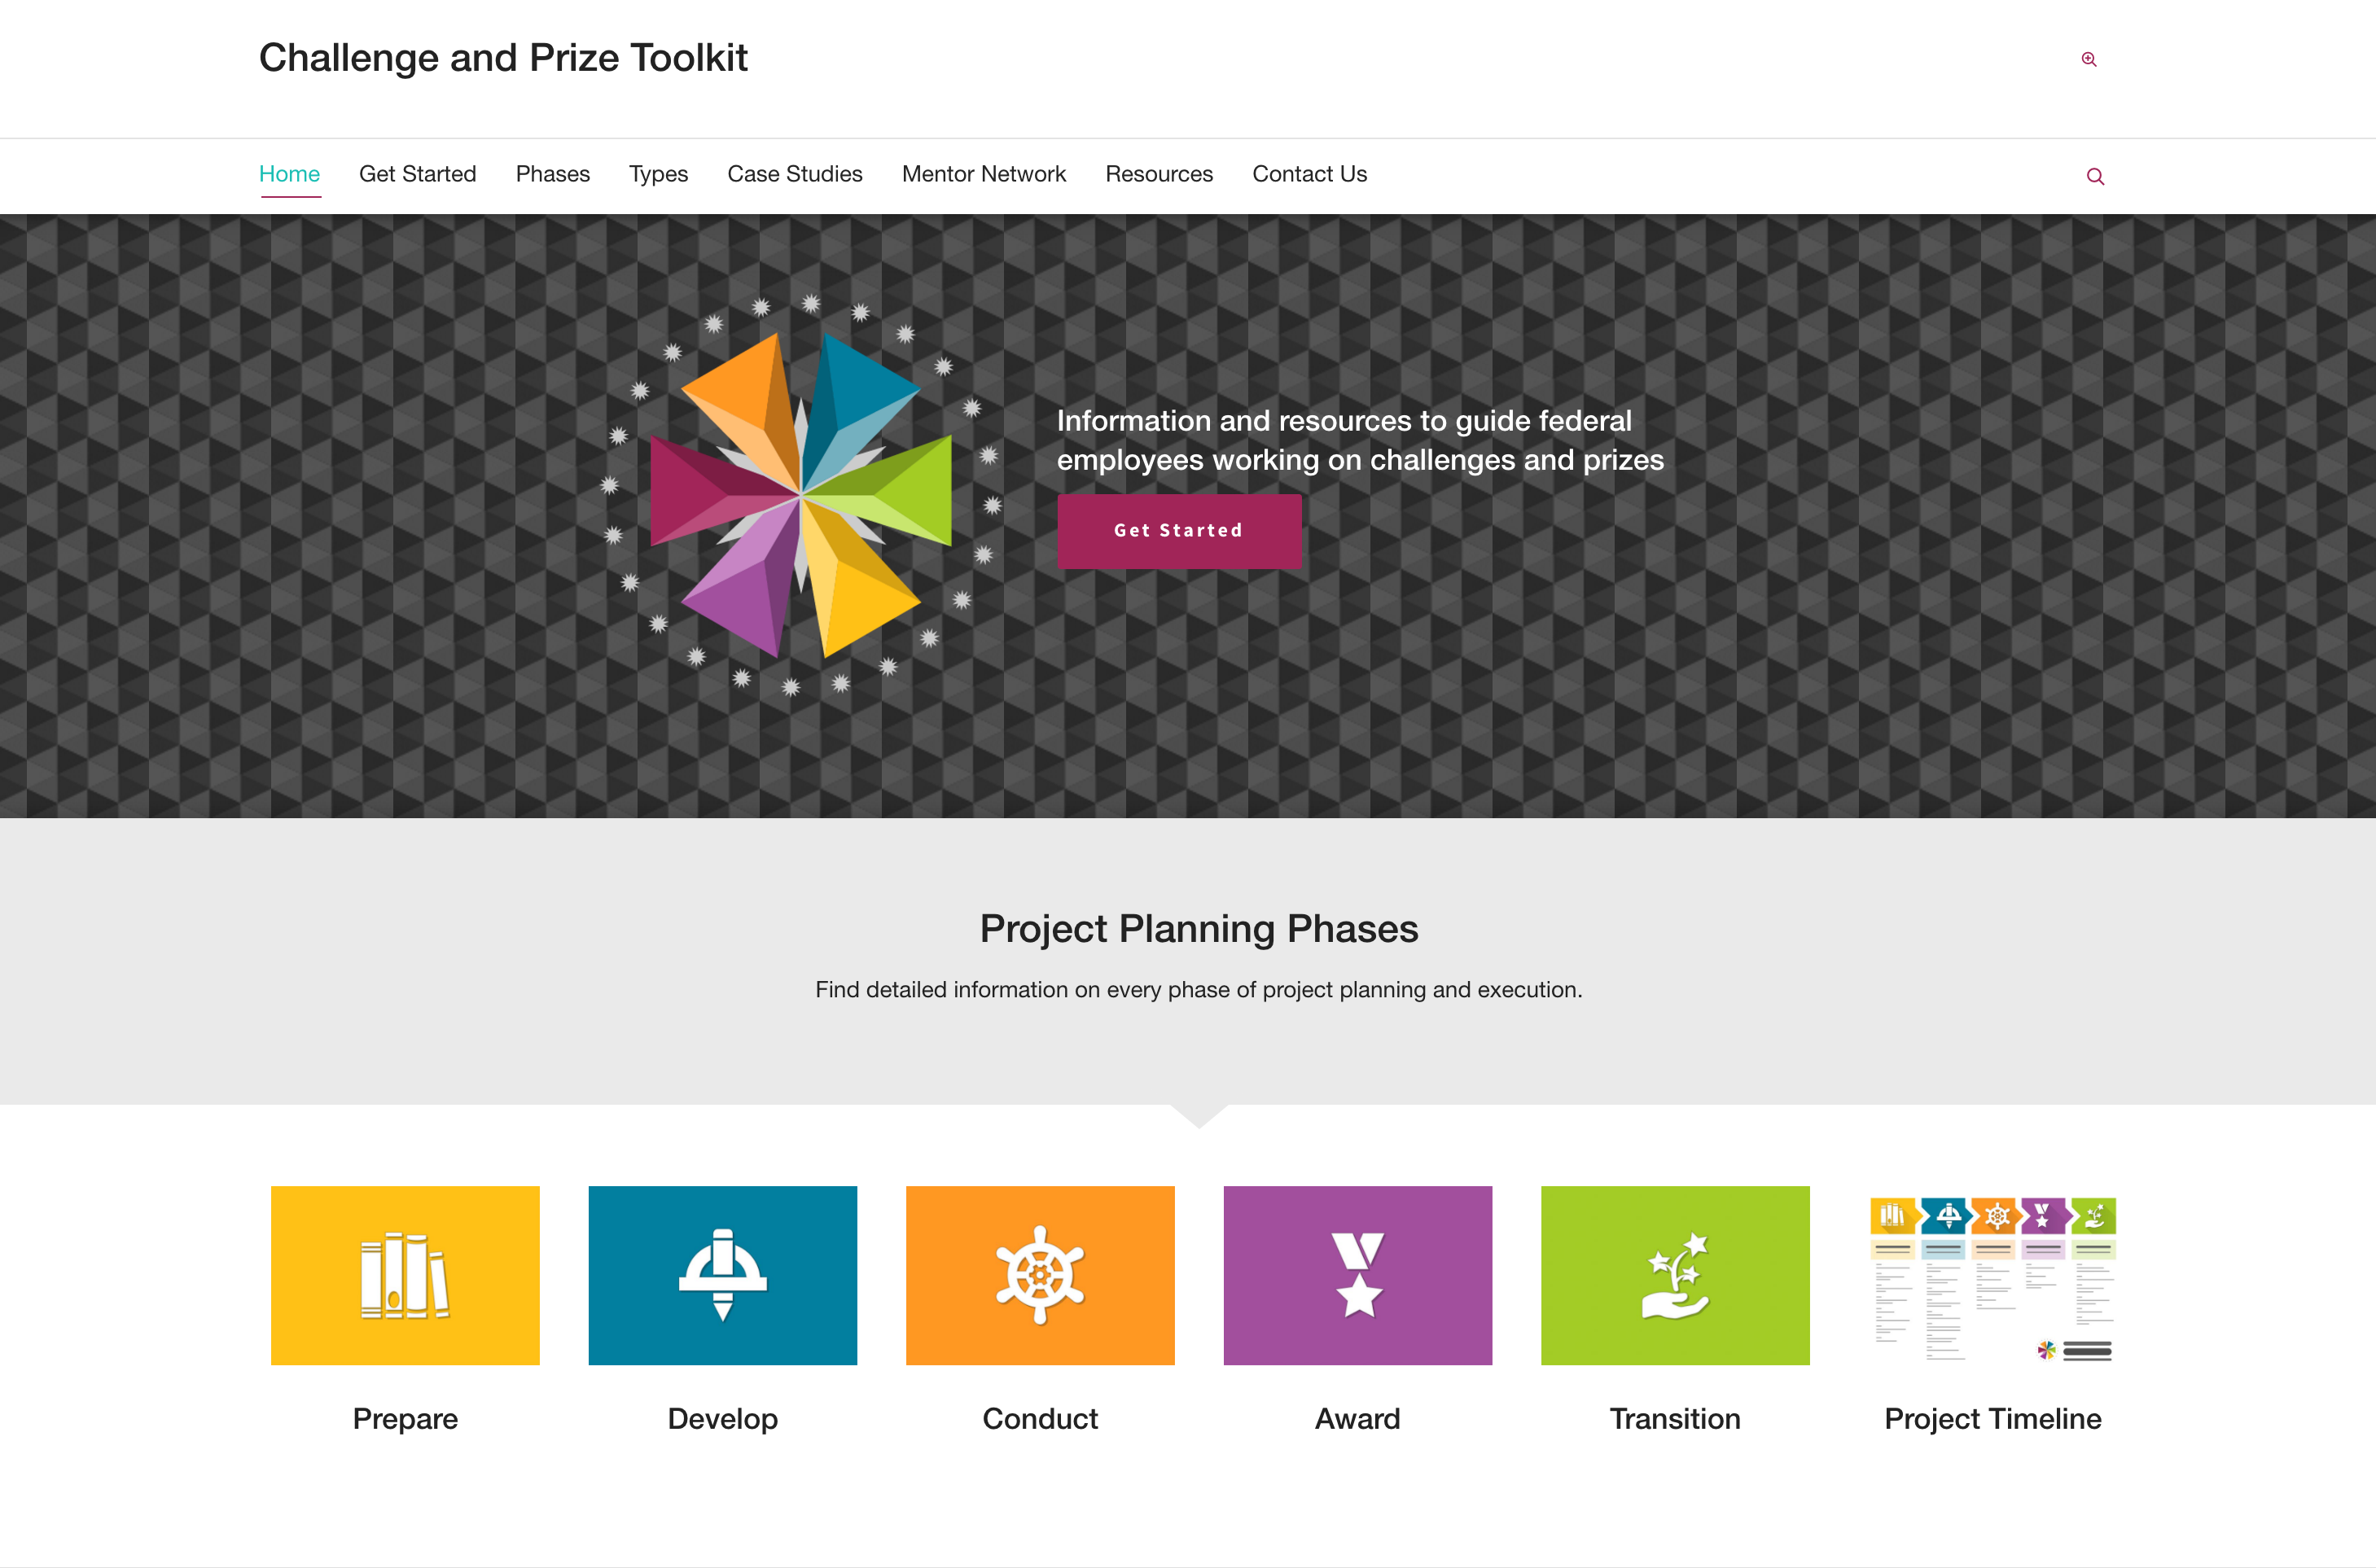 Challenge and Prize Toolkit
Home Get Started Phases Types Case Studies Mentor Network Resources Contact Us
Information and resources to guide federal
employees working on challenges and prizes
Get Started
Project Planning Phases
Find detailed information on every phase of project planning and execution.
Prepare Develop Conduct Award Transition Project Timeline